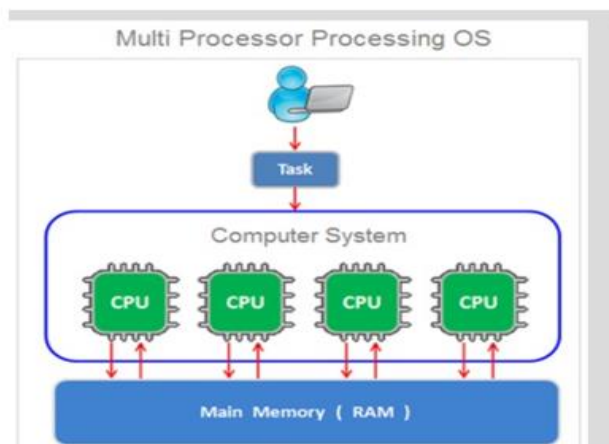 Multi Processor Processing OS
Task
Computer System
CPU CPU CPU CPU
Main Memory ( RAM )